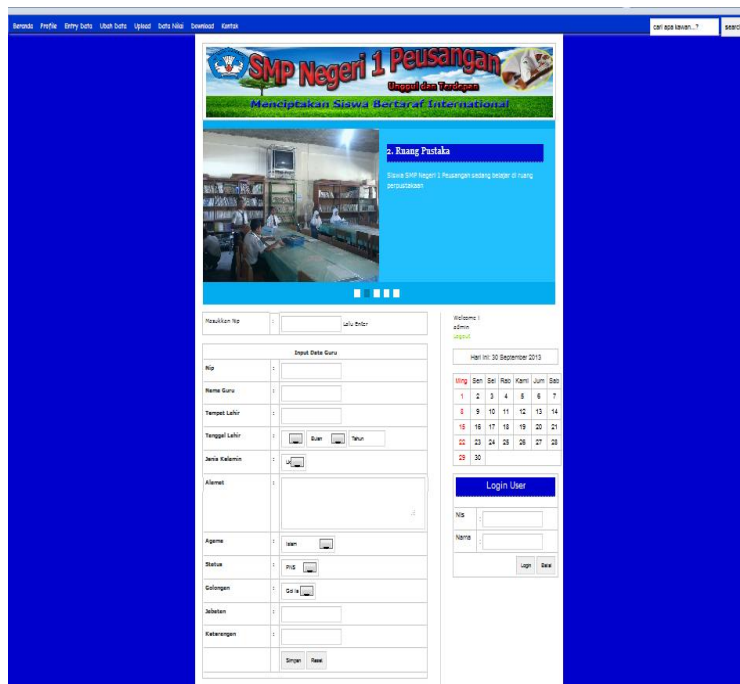 Beranda Profile Entry Data Ubah Data Upload Data Nilai Download Kontak
cari apa kawan...? search
SMP Negeri 1 Peusangan
Unggul dan Terdepan
Menciptakan Siswa Bertaraf International
2. Ruang Pustaka
Siswa SMP Negeri 1 Peusangan sedang belajar di ruang
perpustakaan
Masukkan Nip : Lalu Enter
Welcome !
admin
Logout
Input Data Guru
Hari ini: 30 September 2013
Nip :
Nama Guru :
Tempat Lahir :
Tanggal Lahir : Bulan Tahun
Jenis Kelamin :
Alamat :
Agama : Islam
Status : PNS
Golongan : Gol Ia
Jabatan :
Keterangan :
Simpan Reset
Ming Sen Sel Rab Kami Jum Sab
1 2 3 4 5 6 7
8 9 10 11 12 13 14
15 16 17 18 19 20 21
22 23 24 25 26 27 28
29 30
Login User
Nis :
Nama :
Login Batal